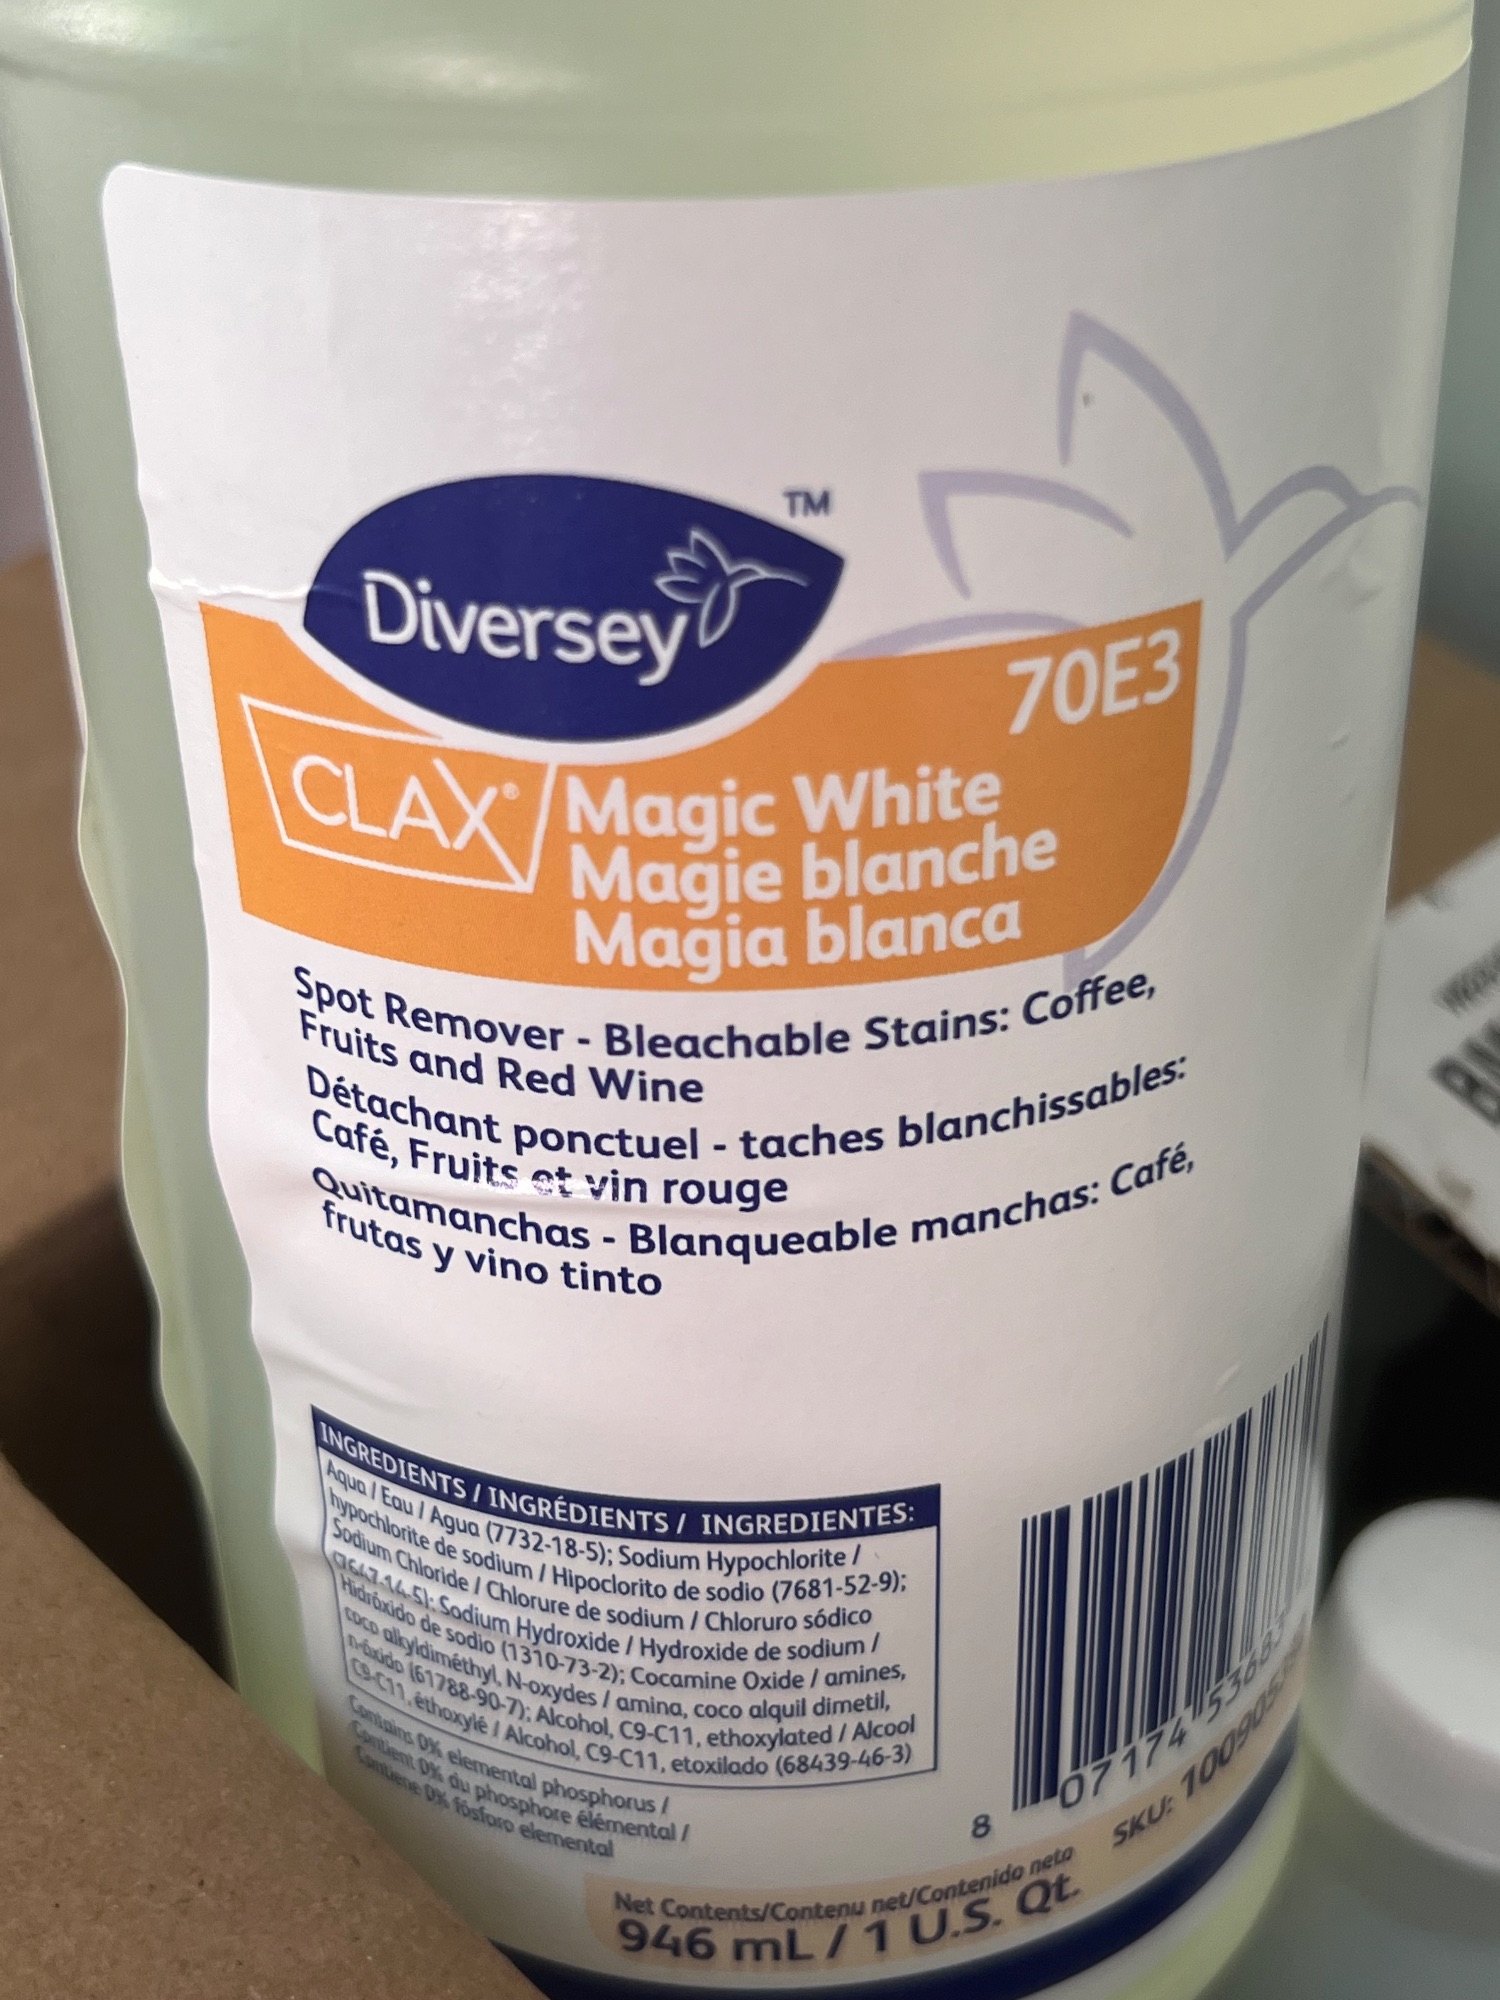 Diversey™
70E3
CLAX®
Magic White
Magie blanche
Magia blanca
Spot Remover - Bleachable Stains: Coffee,
Fruits and Red Wine
Détachant ponctuel - taches blanchissables:
Café, Fruits et vin rouge
Quitamanchas - Blanqueable manchas: Café,
frutas y vino tinto
INGREDIENTS / INGRÉDIENTS / INGREDIENTES:
Aqua / Eau / Agua (7732-18-5); Sodium Hypochlorite /
hypochlorite de sodium / Hipoclorito de sodio (7681-52-9);
Sodium Chloride / Chlorure de sodium / Chloruro sódico
(7647-14-5); Sodium Hydroxide / Hydroxide de sodium /
Hidróxido de sodio (1310-73-2); Cocamine Oxide / amines,
coco alkyldiméthyl, N-oxydes / amina, coco alquil dimetil,
n-óxido (61788-90-7); Alcohol, C9-C11, ethoxylated / Alcool
C9-C11, éthoxylé / Alcohol, C9-C11, etoxilado (68439-46-3)
Contains 0% elemental phosphorus /
Contient 0% du phosphore élémental /
Contiene 0% fósforo elemental
8 07174 53683
SKU:
Net Contents/Contenu net/Contenido neto
946 mL / 1 U.S. Qt.